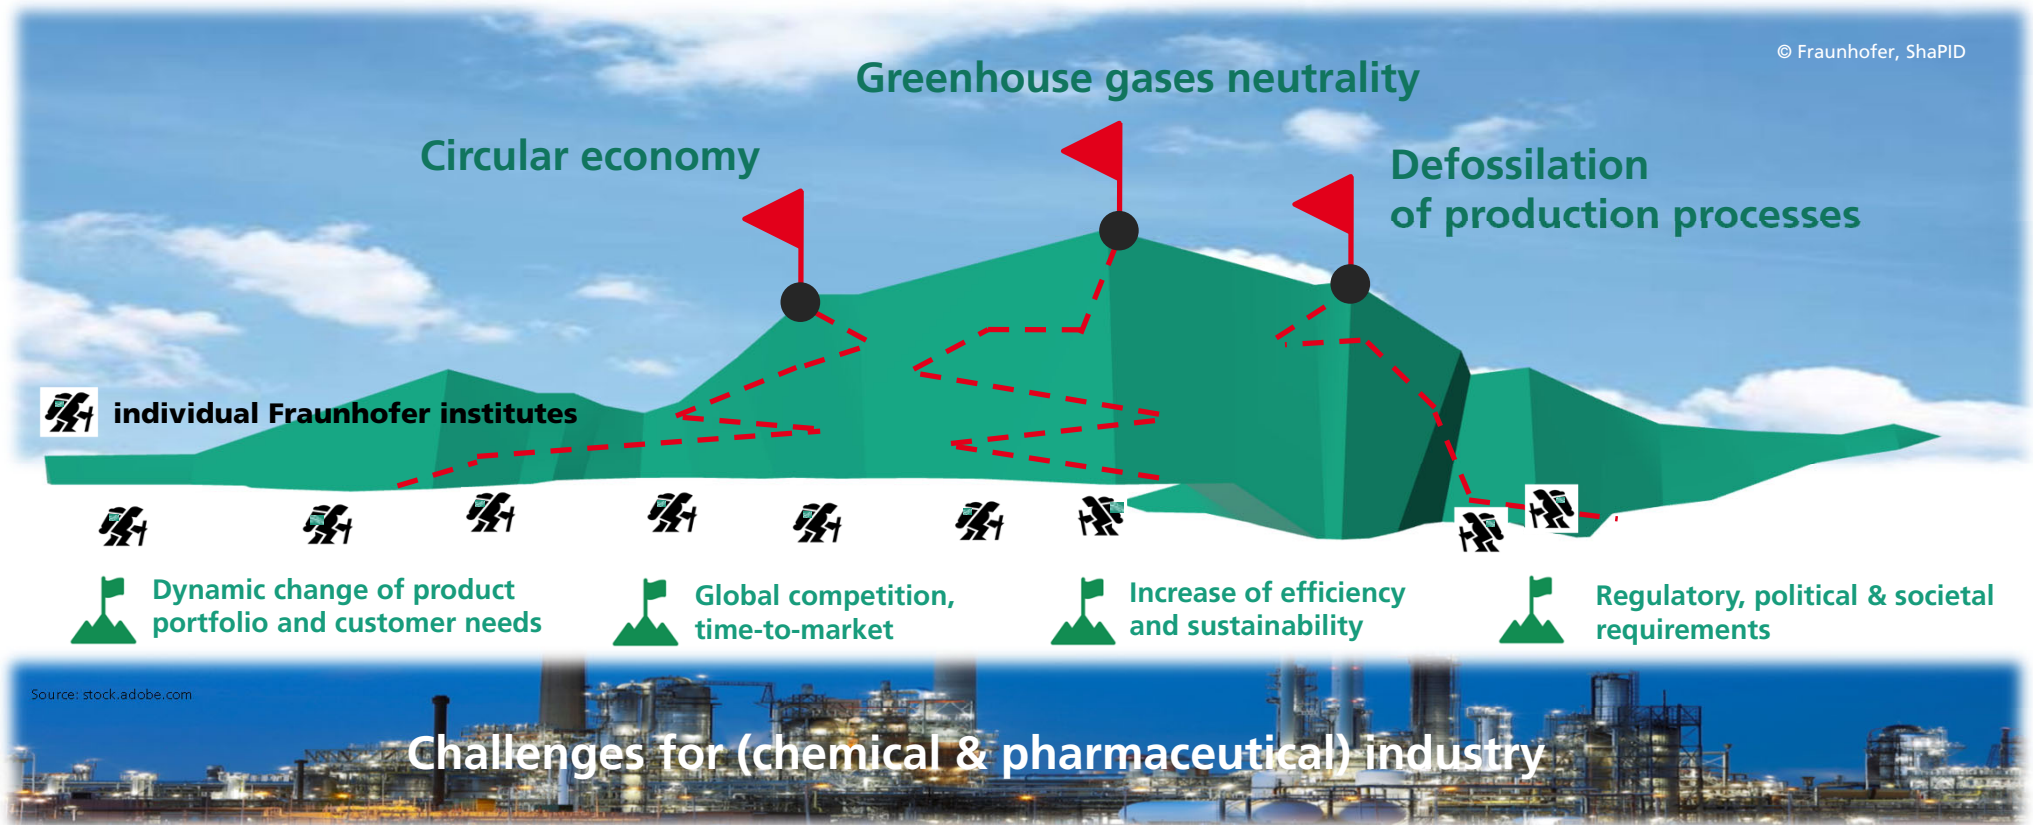 © Fraunhofer, ShaPID
Greenhouse gases neutrality
Circular economy
Defossilation
of production processes
individual Fraunhofer institutes
Dynamic change of product
portfolio and customer needs
Global competition,
time-to-market
Increase of efficiency
and sustainability
Regulatory, political & societal
requirements
Source: stock.adobe.com
Challenges for (chemical & pharmaceutical) industry